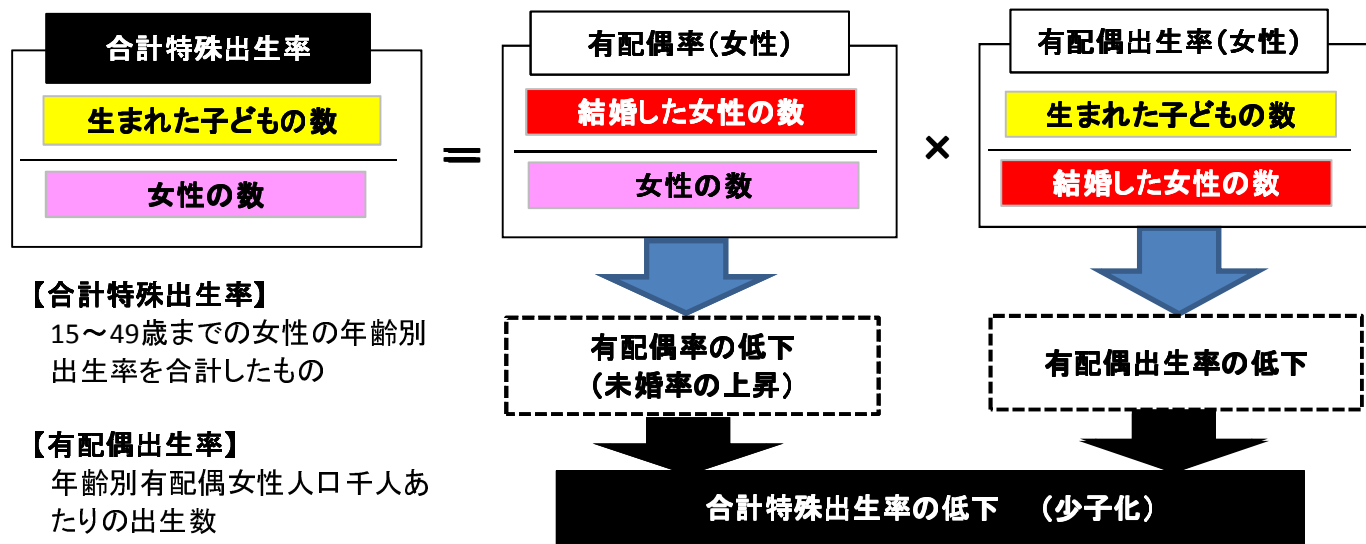 合計特殊出生率
生まれた子どもの数
女性の数
＝
有配偶率(女性)
結婚した女性の数
女性の数
×
有配偶出生率(女性)
生まれた子どもの数
結婚した女性の数
【合計特殊出生率】
15～49歳までの女性の年齢別
出生率を合計したもの
【有配偶出生率】
年齢別有配偶女性人口千人あ
たりの出生数
有配偶率の低下
(未婚率の上昇)
有配偶出生率の低下
合計特殊出生率の低下　(少子化)